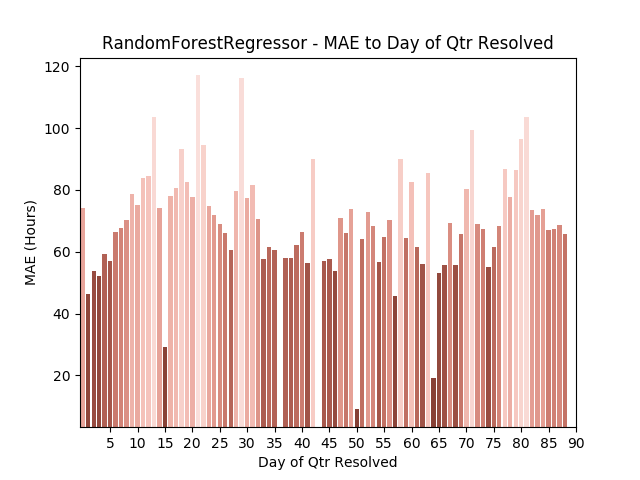 RandomForestRegressor - MAE to Day of Qtr Resolved
120
100
80
60
40
20
MAE (Hours)
5 10 15 20 25 30 35 40 45 50 55 60 65 70 75 80 85 90
Day of Qtr Resolved